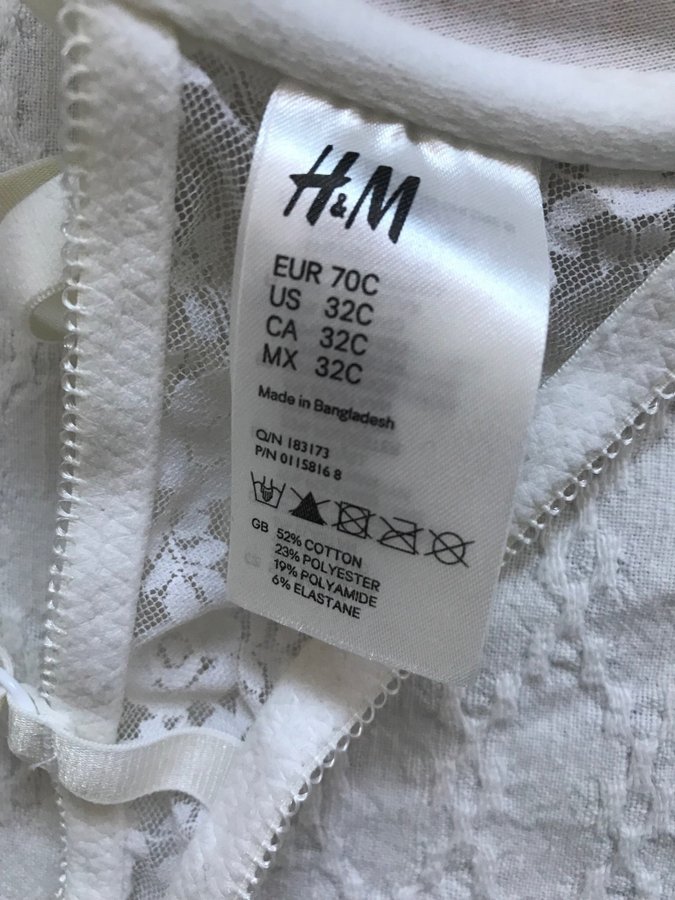 H&M
EUR 70C
US 32C
CA 32C
MX 32C
Made in Bangladesh
O/N 183173
P/N 0115816 8
GB 52% COTTON
23% POLYESTER
19% POLYAMIDE
6% ELASTANE